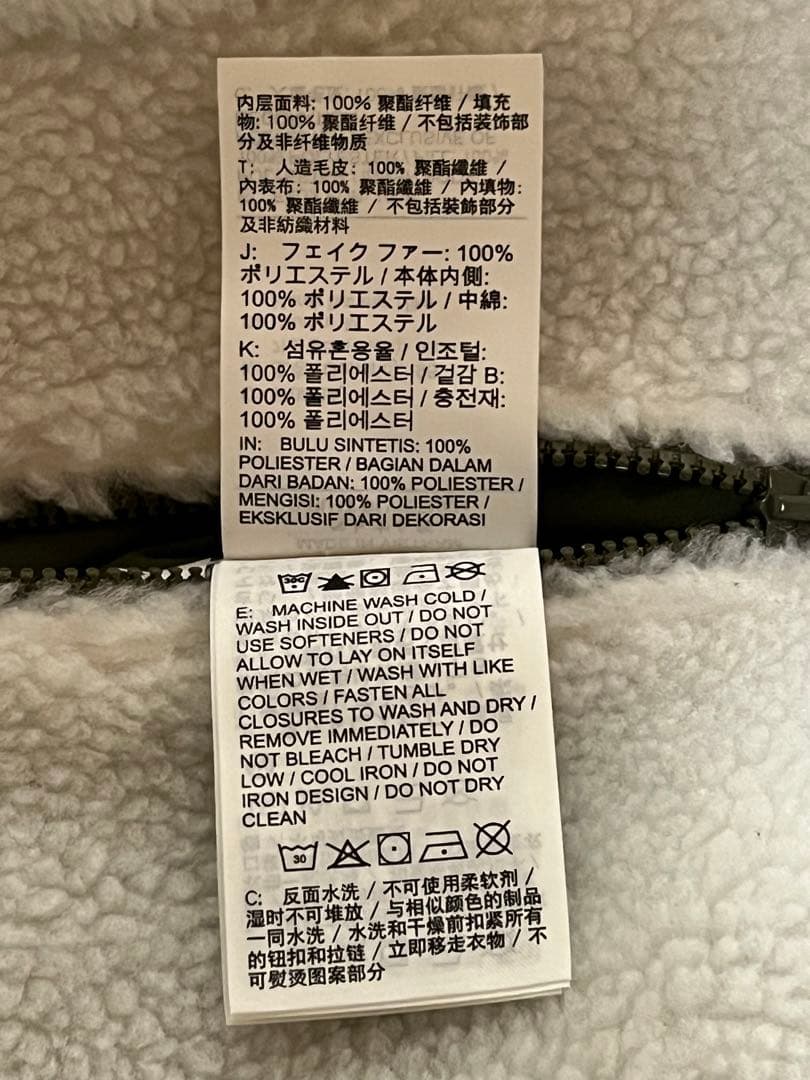 内层面料: 100% 聚酯纤维 / 填充
物: 100% 聚酯纤维 / 不包括装饰部
分及非纤维物质
T: 人造毛皮: 100% 聚酯纖維 /
內表布: 100% 聚酯纖維 / 內填物:
100% 聚酯纖維 / 不包括裝飾部分
及非紡織材料
J: フェイク ファー: 100%
ポリエステル / 本体内側:
100% ポリエステル / 中綿:
100% ポリエステル
K: 섬유혼용율 / 인조털:
100% 폴리에스터 / 겉감 B:
100% 폴리에스터 / 충전재:
100% 폴리에스터
IN: BULU SINTETIS: 100%
POLIESTER / BAGIAN DALAM
DARI BADAN: 100% POLIESTER /
MENGISI: 100% POLIESTER /
EKSKLUSIF DARI DEKORASI
E: MACHINE WASH COLD /
WASH INSIDE OUT / DO NOT
USE SOFTENERS / DO NOT
ALLOW TO LAY ON ITSELF
WHEN WET / WASH WITH LIKE
COLORS / FASTEN ALL
CLOSURES TO WASH AND DRY /
REMOVE IMMEDIATELY / DO
NOT BLEACH / TUMBLE DRY
LOW / COOL IRON / DO NOT
IRON DESIGN / DO NOT DRY
CLEAN
30
C: 反面水洗 / 不可使用柔软剂 /
湿时不可堆放 / 与相似颜色的制品
一同水洗 / 水洗和干燥前扣紧所有
的钮扣和拉链 / 立即移走衣物 / 不
可熨烫图案部分